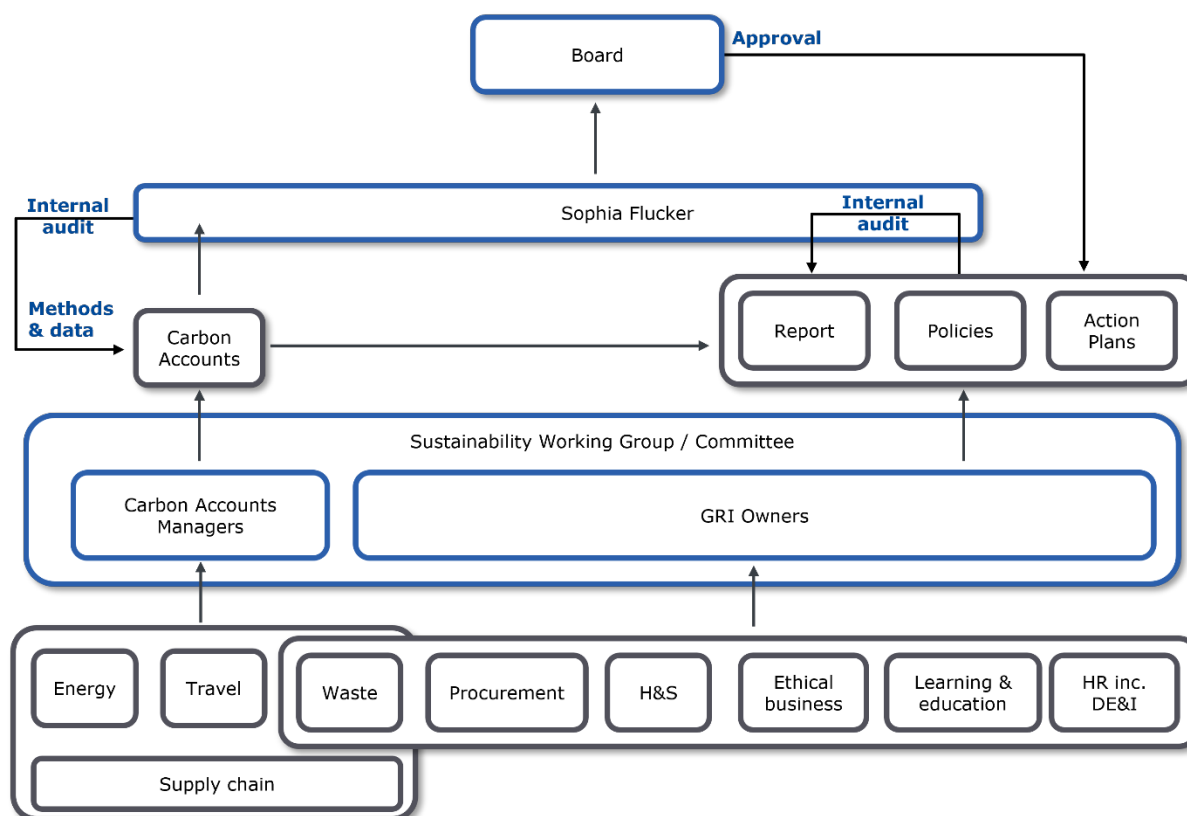 Board
Approval
Internal
audit
Sophia Flucker
Internal
audit
Methods
& data
Carbon
Accounts
Report
Policies
Action
Plans
Sustainability Working Group / Committee
Carbon Accounts
Managers
GRI Owners
Energy
Travel
Waste
Procurement
H&S
Ethical
business
Learning &
education
HR inc.
DE&I
Supply chain